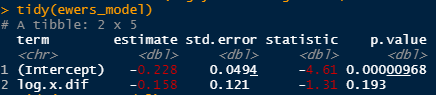 > tidy(ewers_model)
# A tibble: 2 x 5
  term        estimate std.error statistic    p.value
  <chr>          <dbl>     <dbl>     <dbl>      <dbl>
1 (Intercept)   -0.228    0.0494     -4.61 0.00000968
2 log.x.dif     -0.158    0.121      -1.31 0.193